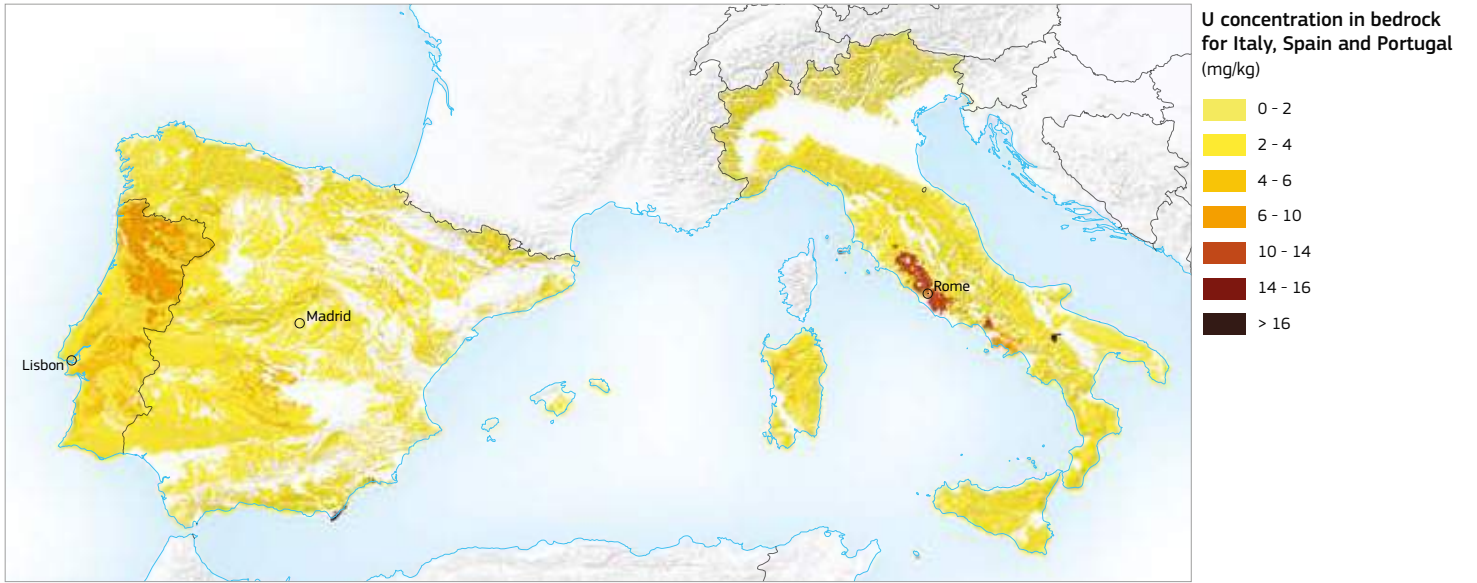 U concentration in bedrock
for Italy, Spain and Portugal
(mg/kg)
0 - 2
2 - 4
4 - 6
6 - 10
10 - 14
14 - 16
> 16
Rome
Madrid
Lisbon